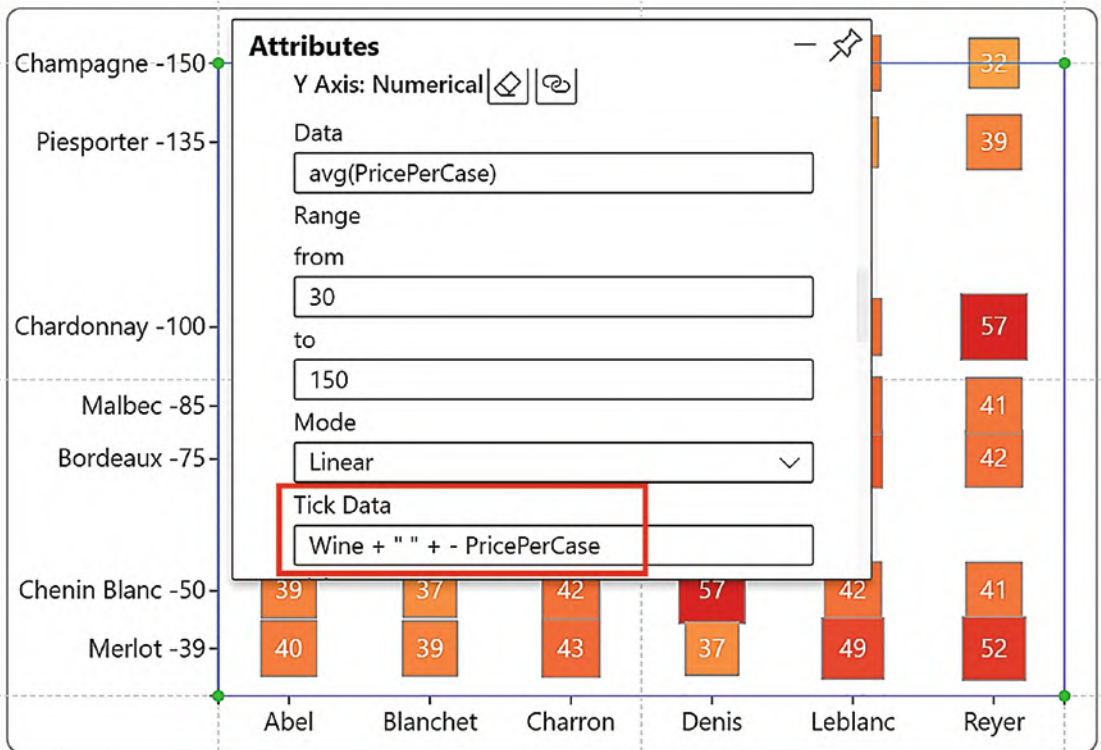 Attributes
Y Axis: Numerical
Data
avg(PricePerCase)
Range
from
30
to
150
Mode
Linear
Tick Data
Wine + " " + - PricePerCase
Champagne -150 32
Piesporter -135 39
Chardonnay -100 57
Malbec -85 41
Bordeaux -75 42
Chenin Blanc -50 39 37 42 57 42 41
Merlot -39 40 39 43 37 49 52
Abel Blanchet Charron Denis Leblanc Reyer